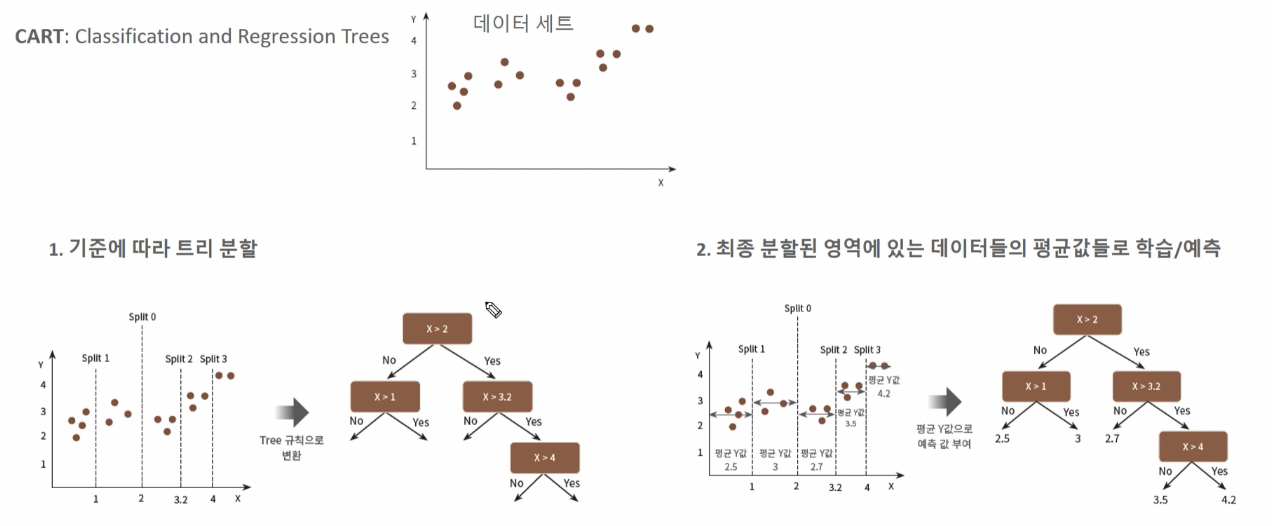 CART: Classification and Regression Trees
데이터 세트
Y
4
3
2
1
X
1. 기준에 따라 트리 분할
Split 0
Split 1
Split 2
Split 3
Y
4
3
2
1
1
2
3.2
4
X
Tree 규칙으로
변환
X > 2
No
Yes
X > 1
X > 3.2
No
Yes
No
Yes
X > 4
No
Yes
2. 최종 분할된 영역에 있는 데이터들의 평균값들로 학습/예측
Split 0
Split 1
Split 2
Split 3
Y
4
3
2
1
평균 Y값
4.2
평균 Y값
3.5
평균 Y값
2.5
평균 Y값
3
평균 Y값
2.7
1
2
3.2
4
X
평균 Y값으로
예측 값 부여
X > 2
No
Yes
X > 1
X > 3.2
No
Yes
No
Yes
2.5
3
2.7
X > 4
No
Yes
3.5
4.2